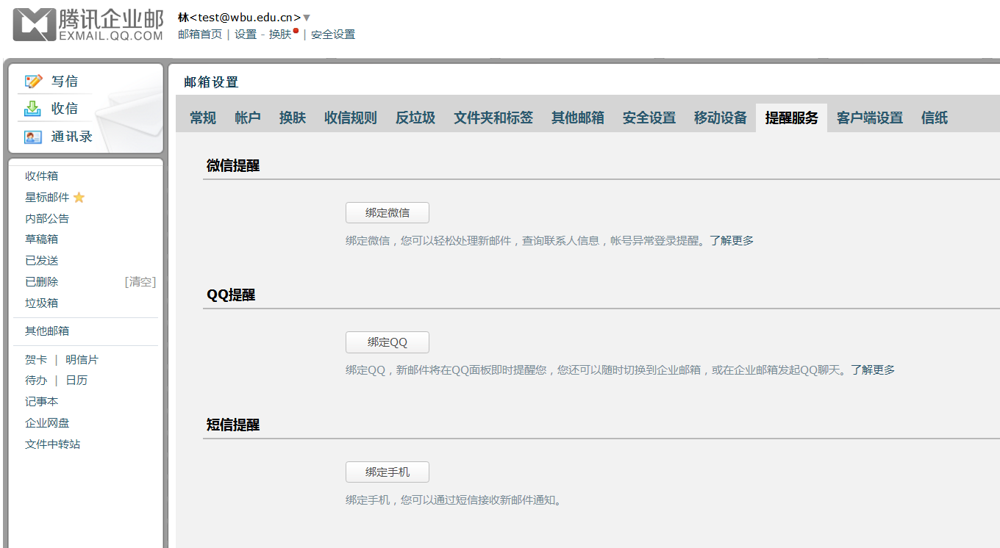 腾讯企业邮
EXMAIL.QQ.COM
林<test@wbu.edu.cn>▼
邮箱首页 | 设置 - 换肤 | 安全设置
写信
收信
通讯录
收件箱
星标邮件
内部公告
草稿箱
已发送
已删除 [清空]
垃圾箱
其他邮箱
贺卡 | 明信片
待办 | 日历
记事本
企业网盘
文件中转站
邮箱设置
常规 帐户 换肤 收信规则 反垃圾 文件夹和标签 其他邮箱 安全设置 移动设备 提醒服务 客户端设置 信纸
微信提醒
绑定微信
绑定微信，您可以轻松处理新邮件，查询联系人信息，帐号异常登录提醒。了解更多
QQ提醒
绑定QQ
绑定QQ，新邮件将在QQ面板即时提醒您，您还可以随时切换到企业邮箱，或在企业邮箱发起QQ聊天。了解更多
短信提醒
绑定手机
绑定手机，您可以通过短信接收新邮件通知。